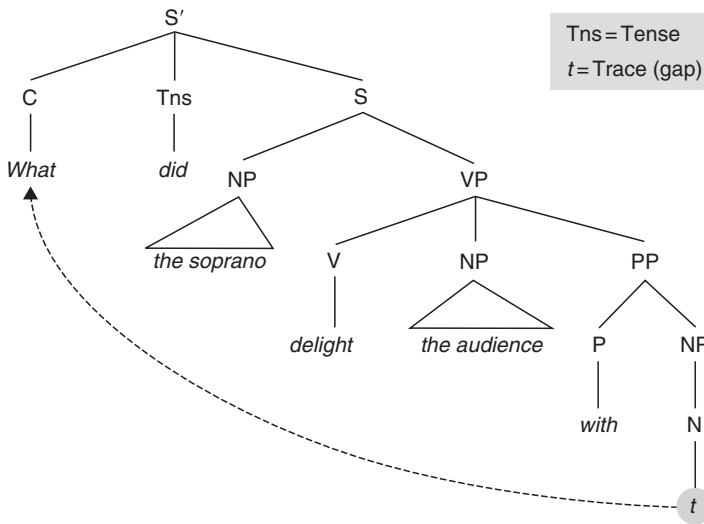 S′
Tns = Tense
t = Trace (gap)
C Tns S
What did
NP VP
the soprano
V NP PP
delight the audience
P NP
with N
t